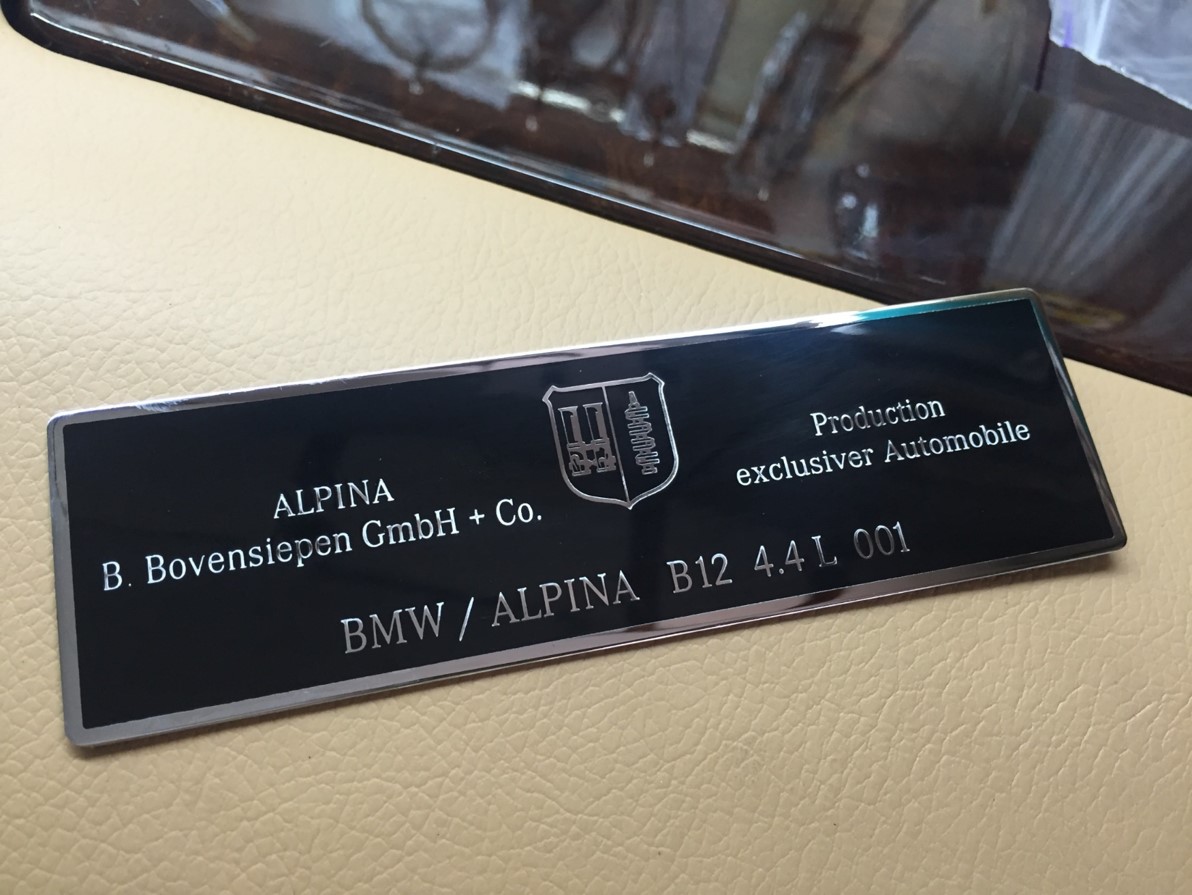 ALPINA
B. Bovensiepen GmbH + Co.
Production
exclusiver Automobile
BMW / ALPINA B12 4.4 L 001